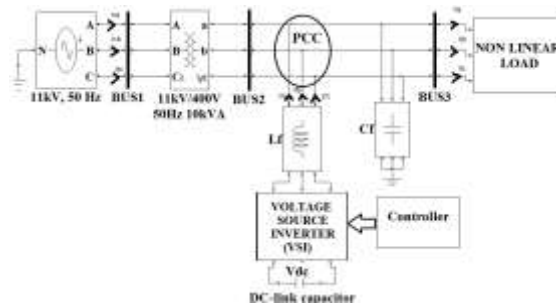 A
A
a
PCC
NON LINEAR
LOAD
N
B
B
b
C
C
11kV, 50 Hz
BUS1
11kV/400V
50Hz 10kVA
BUS2
BUS3
Lf
Cf
VOLTAGE
SOURCE
INVERTER
(VSI)
Controller
Vdc
DC-link capacitor